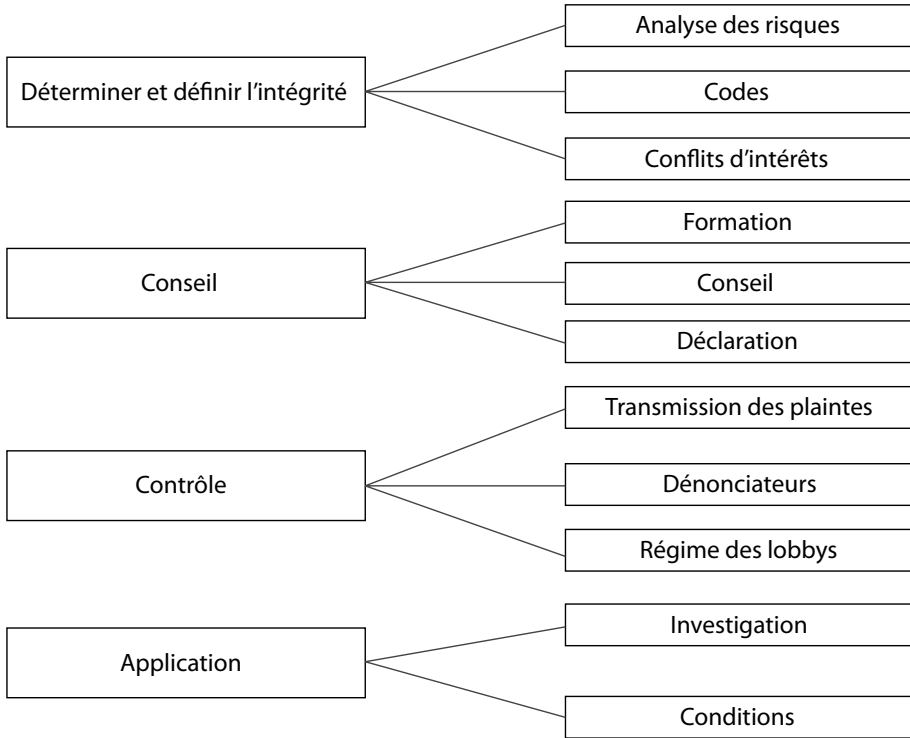 Déterminer et définir l’intégrité
Analyse des risques
Codes
Conflits d’intérêts
Conseil
Formation
Conseil
Déclaration
Contrôle
Transmission des plaintes
Dénonciateurs
Régime des lobbys
Application
Investigation
Conditions